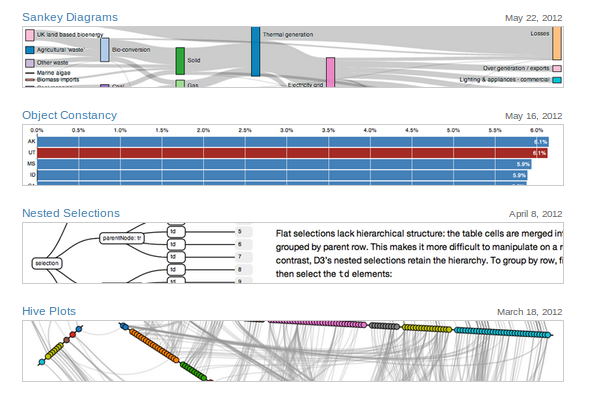 Sankey Diagrams May 22, 2012
UK land based bioenergy
Agricultural 'waste'
Other waste
Marine algae
Biomass imports
Bio-conversion
Solid
Gas
Thermal generation
Electricity grid
Losses
Over generation / exports
Lighting & appliances - commercial
Object Constancy May 16, 2012
0.0% 0.5% 1.0% 1.5% 2.0% 2.5% 3.0% 3.5% 4.0% 4.5% 5.0% 5.5% 6.0%
AK 6.1%
UT 6.1%
MS 5.9%
ID 5.9%
Nested Selections April 8, 2012
selection
parentNode: tr
td 5
td 6
td 7
td 8
td 9
Flat selections lack hierarchical structure: the table cells are merged in
grouped by parent row. This makes it more difficult to manipulate on a r
contrast, D3's nested selections retain the hierarchy. To group by row, fi
then select the td elements:
Hive Plots March 18, 2012